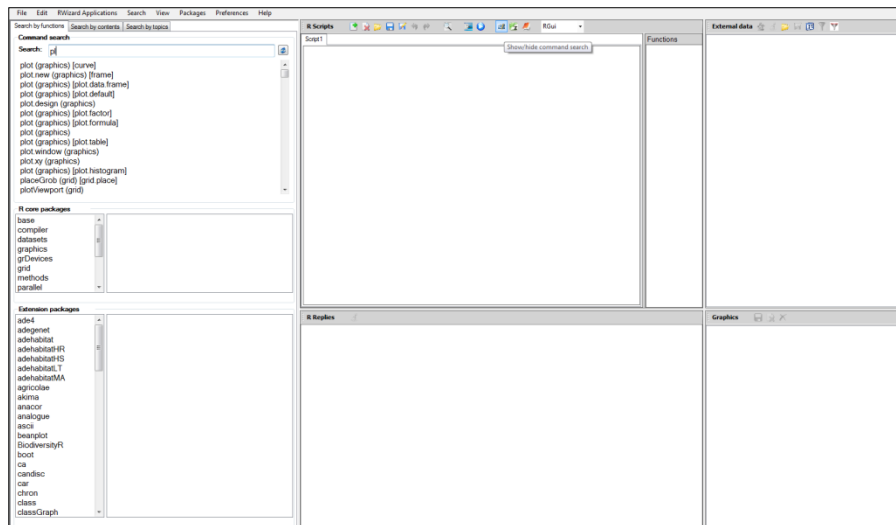 File Edit RWizard Applications Search View Packages Preferences Help
Search by functions Search by contents Search by topics
Command search
Search: pl
plot (graphics) [curve]
plot.new (graphics) [frame]
plot (graphics) [plot.data.frame]
plot (graphics) [plot.default]
plot.design (graphics)
plot (graphics) [plot.factor]
plot (graphics) [plot.formula]
plot (graphics)
plot (graphics) [plot.table]
plot.window (graphics)
plot.xy (graphics)
plot (graphics) [plot.histogram]
placeGrob (grid) [grid.place]
plotViewport (grid)
R core packages
base
compiler
datasets
graphics
grDevices
grid
methods
parallel
Extension packages
ade4
adegenet
adehabitat
adehabitatHR
adehabitatHS
adehabitatLT
adehabitatMA
agricolae
akima
anacor
analogue
ascii
beanplot
BiodiversityR
boot
ca
candisc
car
chron
class
classGraph
R Scripts
RGui
Script1
Show/hide command search
Functions
R Replies
External data
Graphics